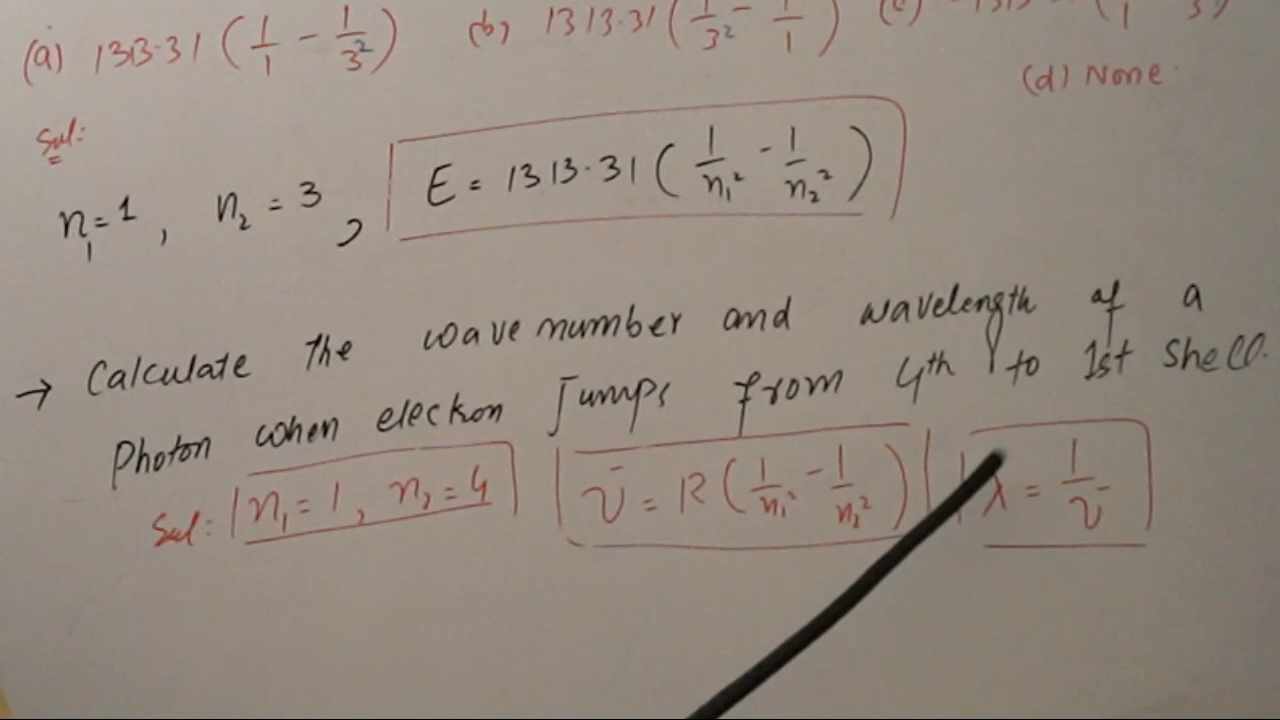 (a) 1313.31 (1/1 - 1/3²) (b) 1313.31 (1/3² - 1/1) (c)
(d) None.
Sol:
n₁=1, n₂=3, E = 1313.31 (1/n₁² - 1/n₂²)
→ Calculate the wave number and wavelength of a
Photon when elecron Jumps from 4th to 1st Shell.
Sol: n₁=1, n₂=4 ν̄ = R (1/n₁² - 1/n₂²) λ = 1/ν̄